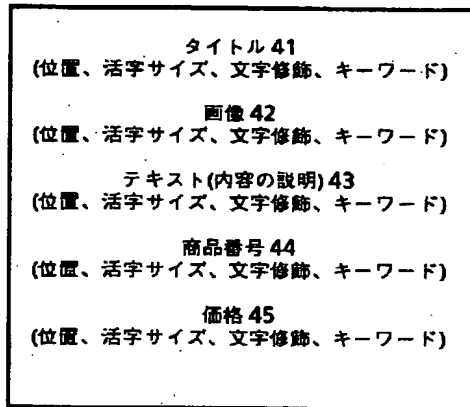 タイトル 41
(位置、活字サイズ、文字修飾、キーワード)
画像 42
(位置、活字サイズ、文字修飾、キーワード)
テキスト(内容の説明) 43
(位置、活字サイズ、文字修飾、キーワード)
商品番号 44
(位置、活字サイズ、文字修飾、キーワード)
価格 45
(位置、活字サイズ、文字修飾、キーワード)